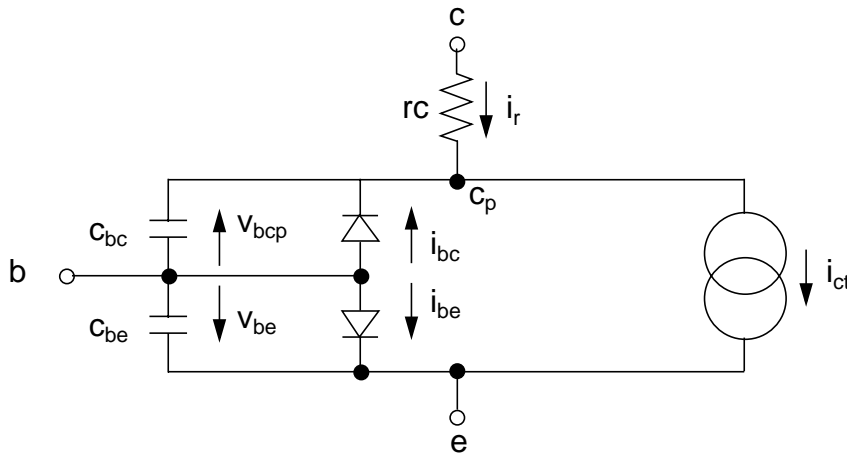 c
rc
i_r
c_p
c_bc
v_bcp
i_bc
b
i_ct
c_be
v_be
i_be
e